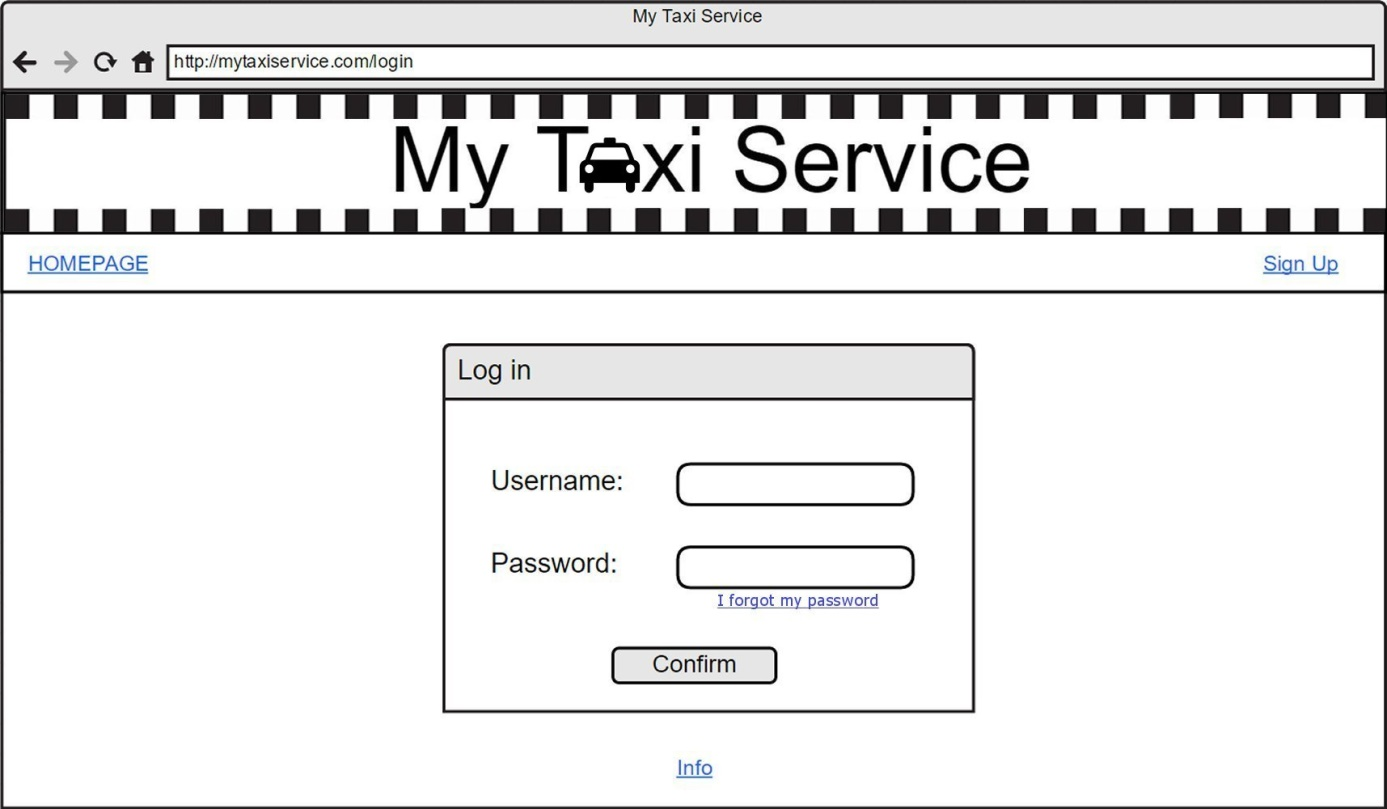 My Taxi Service
http://mytaxiservice.com/login
My Taxi Service
HOMEPAGE Sign Up
Log in
Username:
Password:
I forgot my password
Confirm
Info